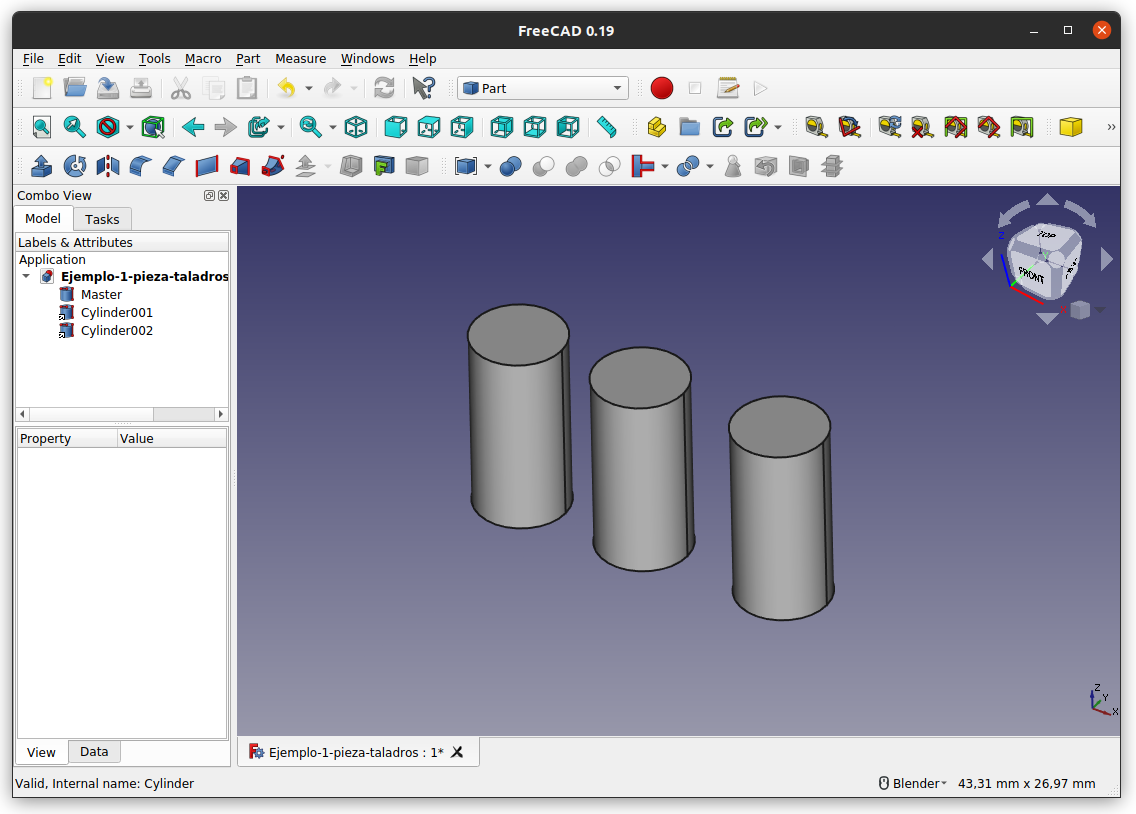 FreeCAD 0.19
File Edit View Tools Macro Part Measure Windows Help
Part
Combo View
Model Tasks
Labels & Attributes
Application
Ejemplo-1-pieza-taladros
Master
Cylinder001
Cylinder002
TOP
FRONT
Z
Property Value
Z
Y
X
View Data
Ejemplo-1-pieza-taladros : 1*
Valid, Internal name: Cylinder
Blender
43,31 mm x 26,97 mm